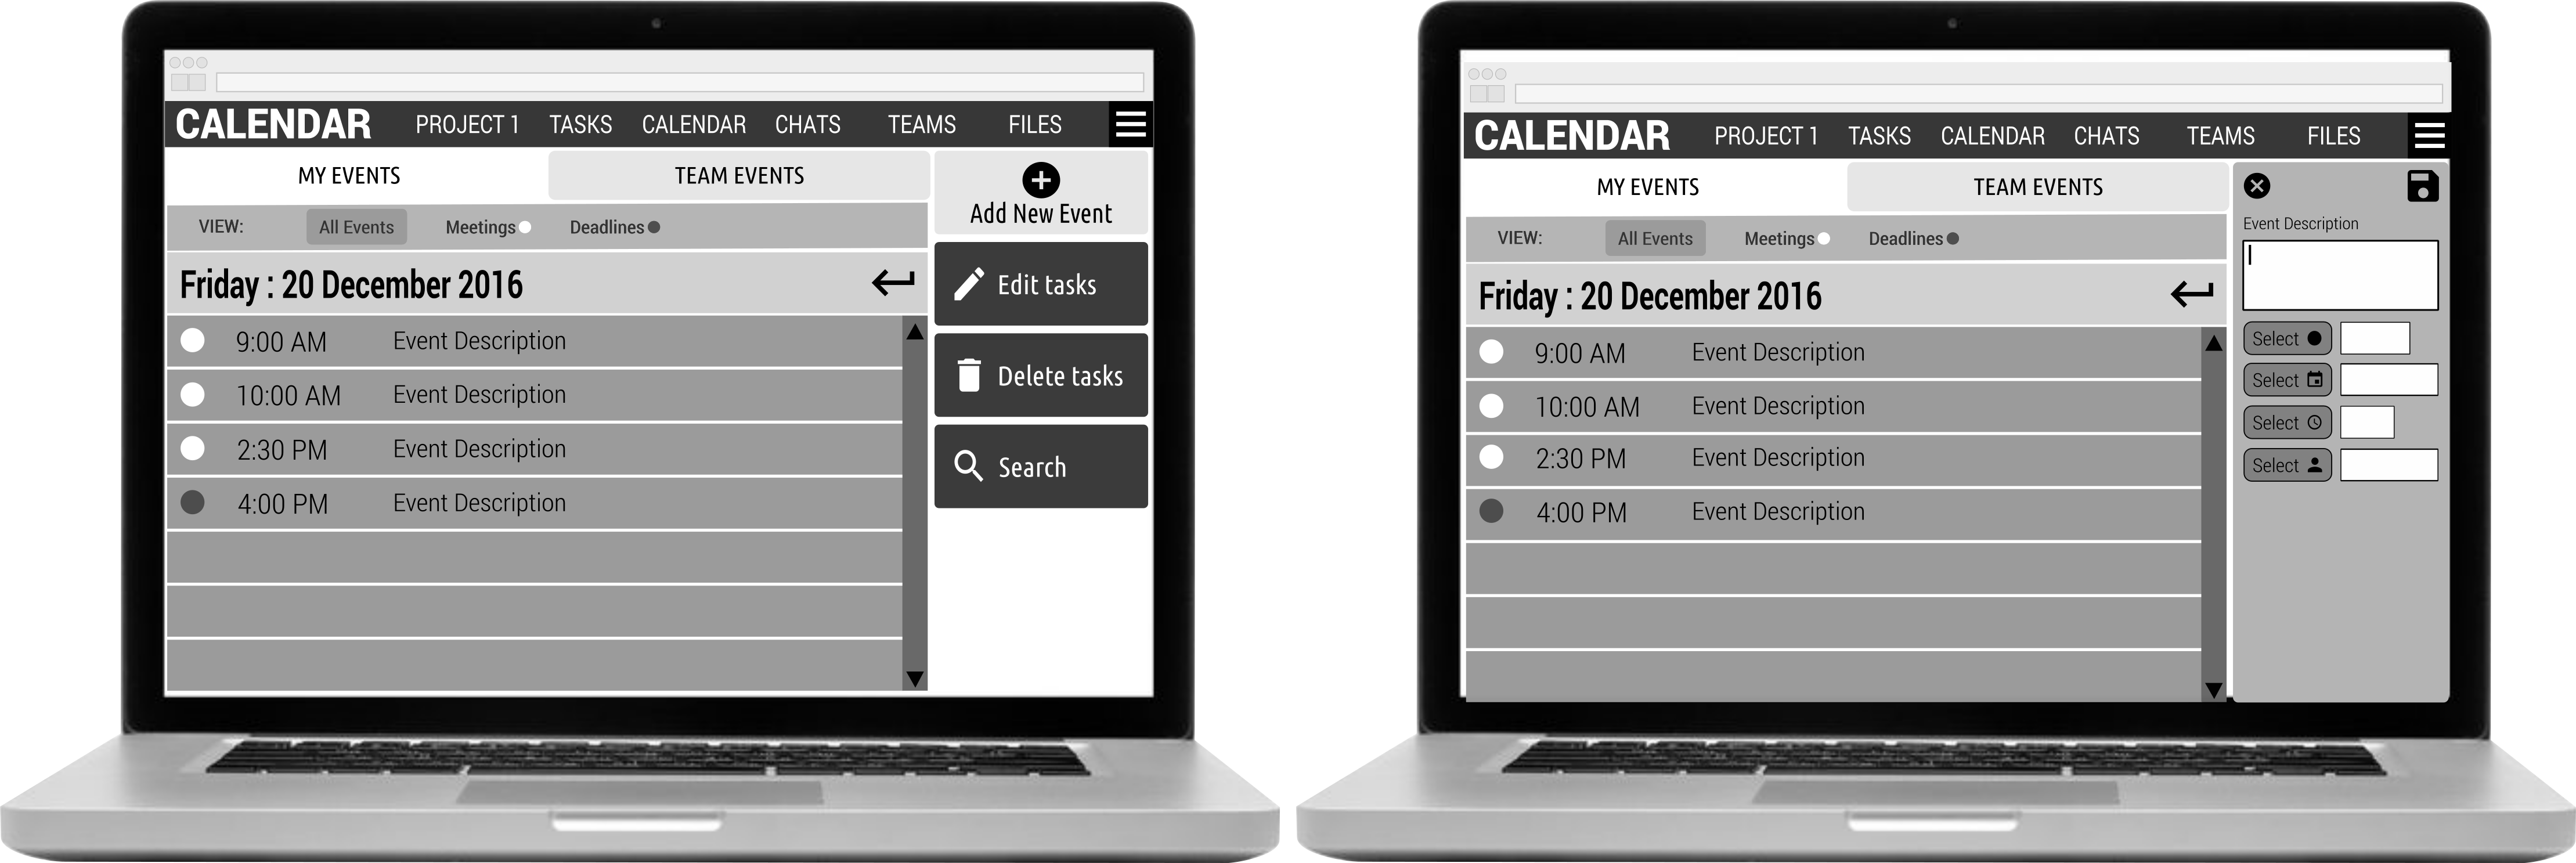 CALENDAR PROJECT 1 TASKS CALENDAR CHATS TEAMS FILES
MY EVENTS TEAM EVENTS
Add New Event
VIEW: All Events Meetings Deadlines
Friday : 20 December 2016
Edit tasks
9:00 AM Event Description
10:00 AM Event Description
Delete tasks
2:30 PM Event Description
Search
4:00 PM Event Description
CALENDAR PROJECT 1 TASKS CALENDAR CHATS TEAMS FILES
MY EVENTS TEAM EVENTS
VIEW: All Events Meetings Deadlines
Friday : 20 December 2016
9:00 AM Event Description
10:00 AM Event Description
2:30 PM Event Description
4:00 PM Event Description
Event Description
Select
Select
Select
Select